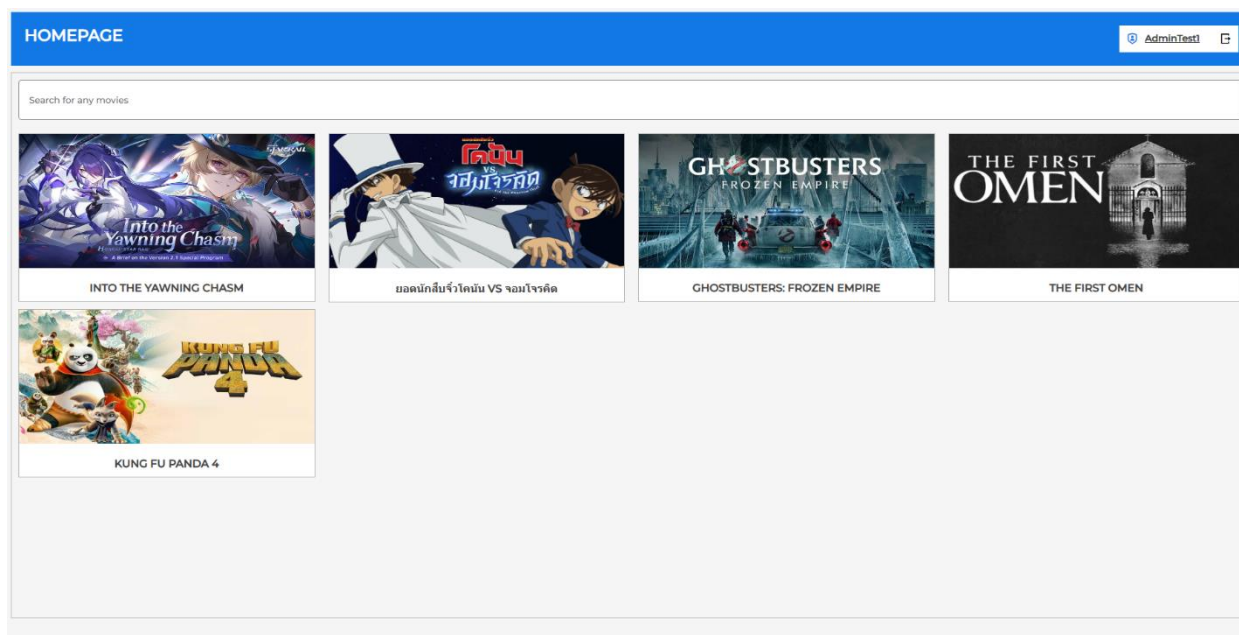 HOMEPAGE
AdminTest1
Search for any movies
STAR RAIL
Into the
Yawning Chasm
A Brief on the Version 2.1 Special Program
INTO THE YAWNING CHASM
โคนัน
VS
จอมโจรคิด
ยอดนักสืบจิ๋วโคนัน VS จอมโจรคิด
GHOSTBUSTERS
FROZEN EMPIRE
GHOSTBUSTERS: FROZEN EMPIRE
THE FIRST
OMEN
THE FIRST OMEN
KUNG FU
PANDA
4
KUNG FU PANDA 4